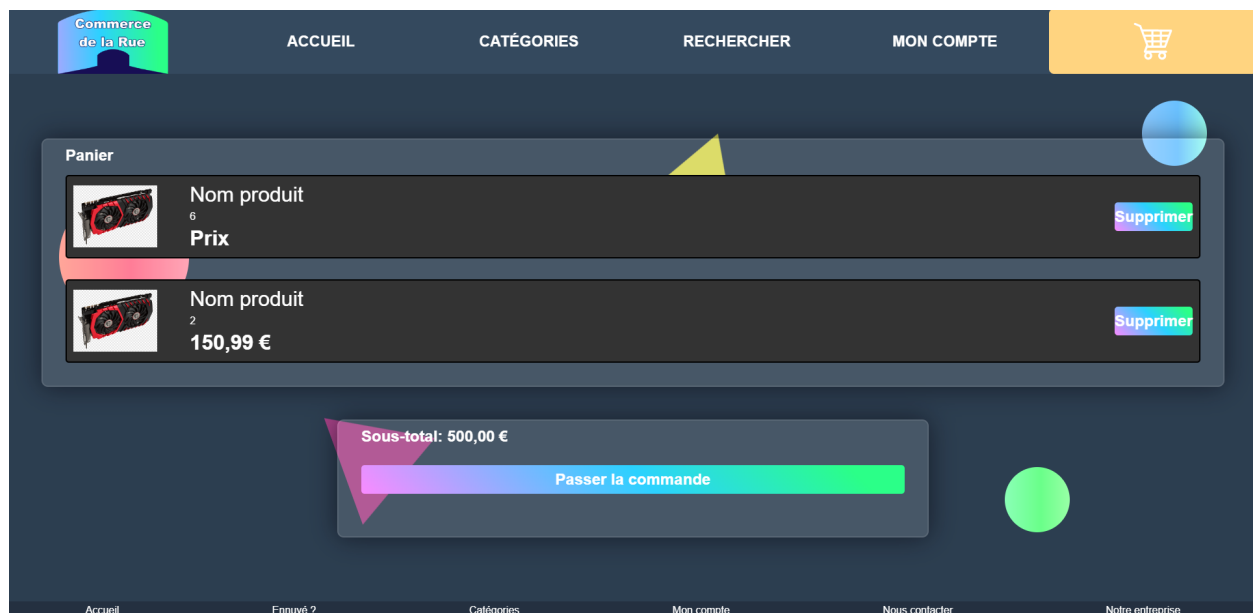 Commerce
de la Rue
ACCUEIL
CATÉGORIES
RECHERCHER
MON COMPTE
Panier
Nom produit
6
Prix
Supprimer
Nom produit
2
150,99 €
Supprimer
Sous-total: 500,00 €
Passer la commande
Accueil
Ennuyé ?
Catégories
Mon compte
Nous contacter
Notre entreprise